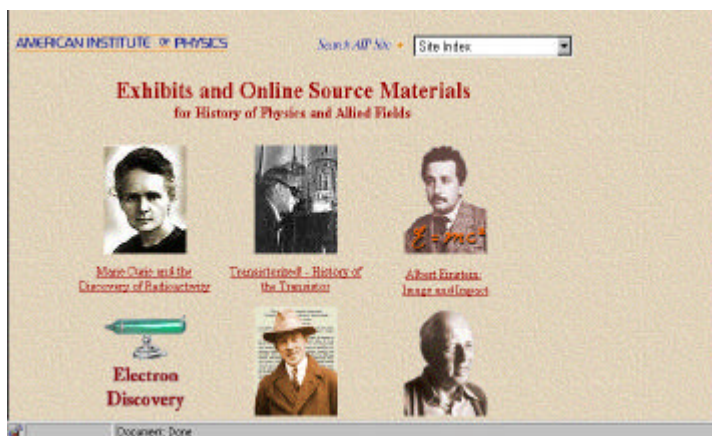 AMERICAN INSTITUTE OF PHYSICS
Search AIP Site
Site Index
Exhibits and Online Source Materials
for History of Physics and Allied Fields
Marie Curie and the
Discovery of Radioactivity
Transistorized! - History of
the Transistor
Albert Einstein:
Image and Impact
E=mc²
Electron
Discovery
Document: Done